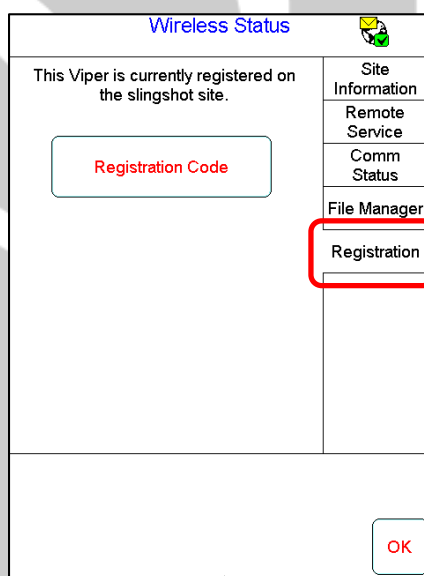 Wireless Status
This Viper is currently registered on
the slingshot site.
Registration Code
Site
Information
Remote
Service
Comm
Status
File Manager
Registration
OK